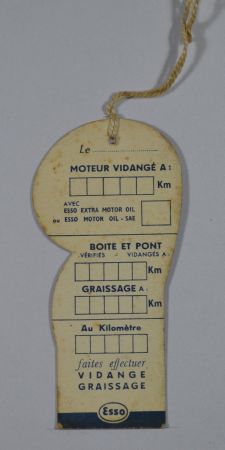 Le ....................
MOTEUR VIDANGÉ A :
Km
AVEC
ESSO EXTRA MOTOR OIL
ou ESSO MOTOR OIL - SAE
BOITE ET PONT
VÉRIFIÉS - VIDANGÉS A :
Km
GRAISSAGE A :
Km
Au Kilomètre
faites effectuer
VIDANGE
GRAISSAGE
Esso